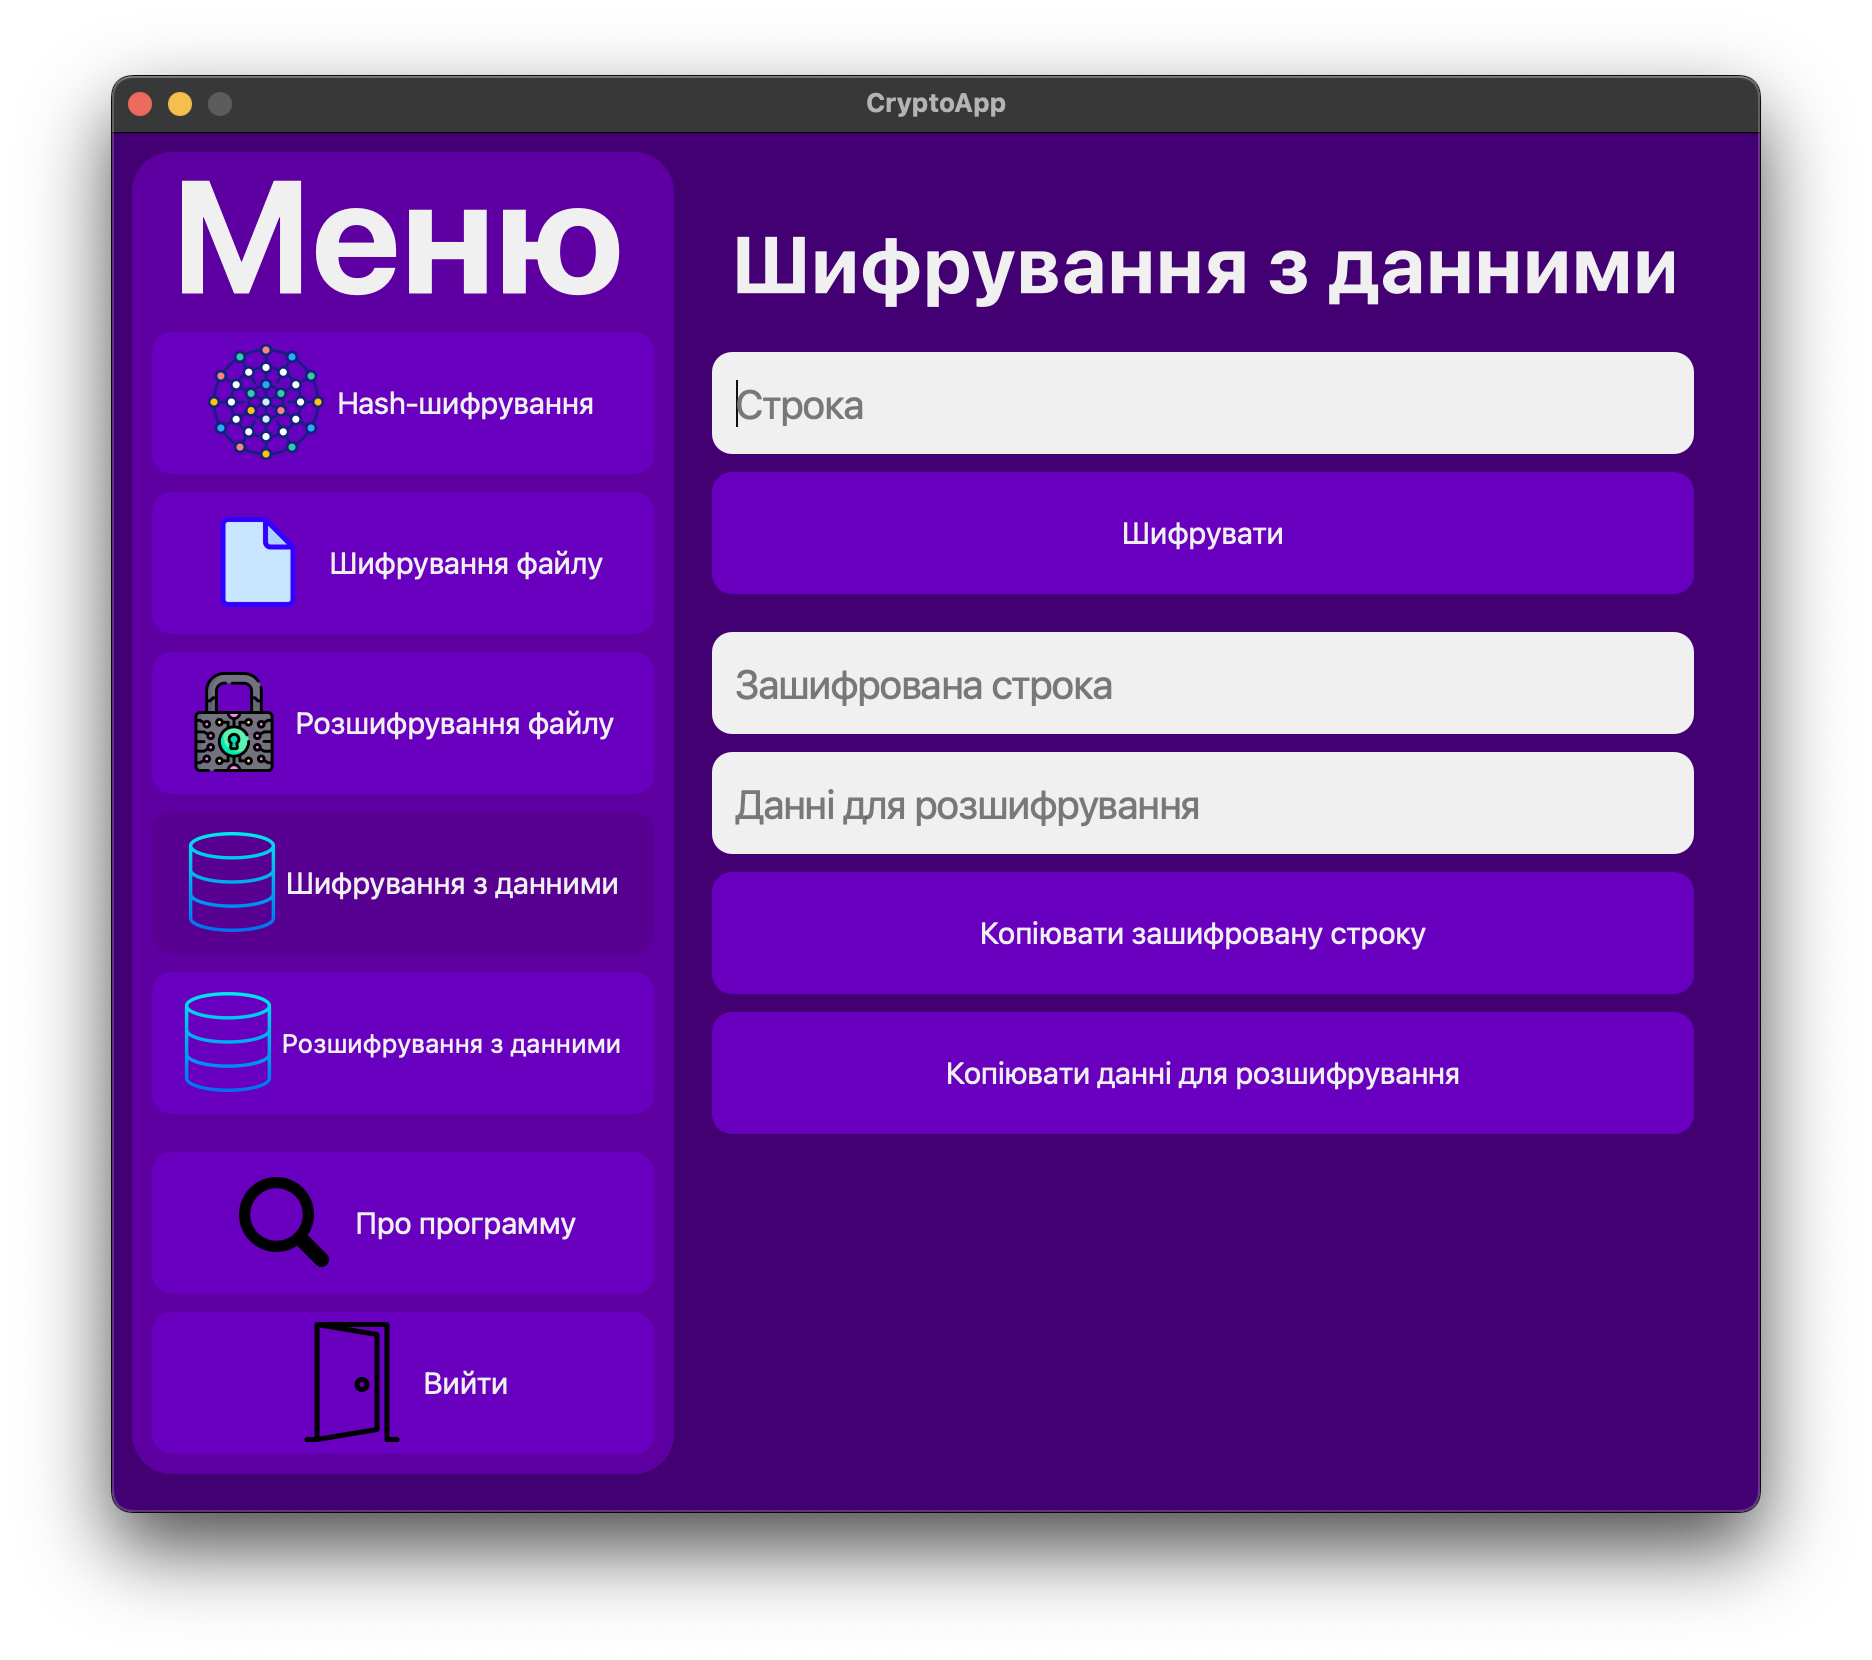 CryptoApp
Меню
Hash-шифрування
Шифрування файлу
Розшифрування файлу
Шифрування з данними
Розшифрування з данними
Про программу
Вийти
Шифрування з данними
Строка
Шифрувати
Зашифрована строка
Данні для розшифрування
Копіювати зашифровану строку
Копіювати данні для розшифрування